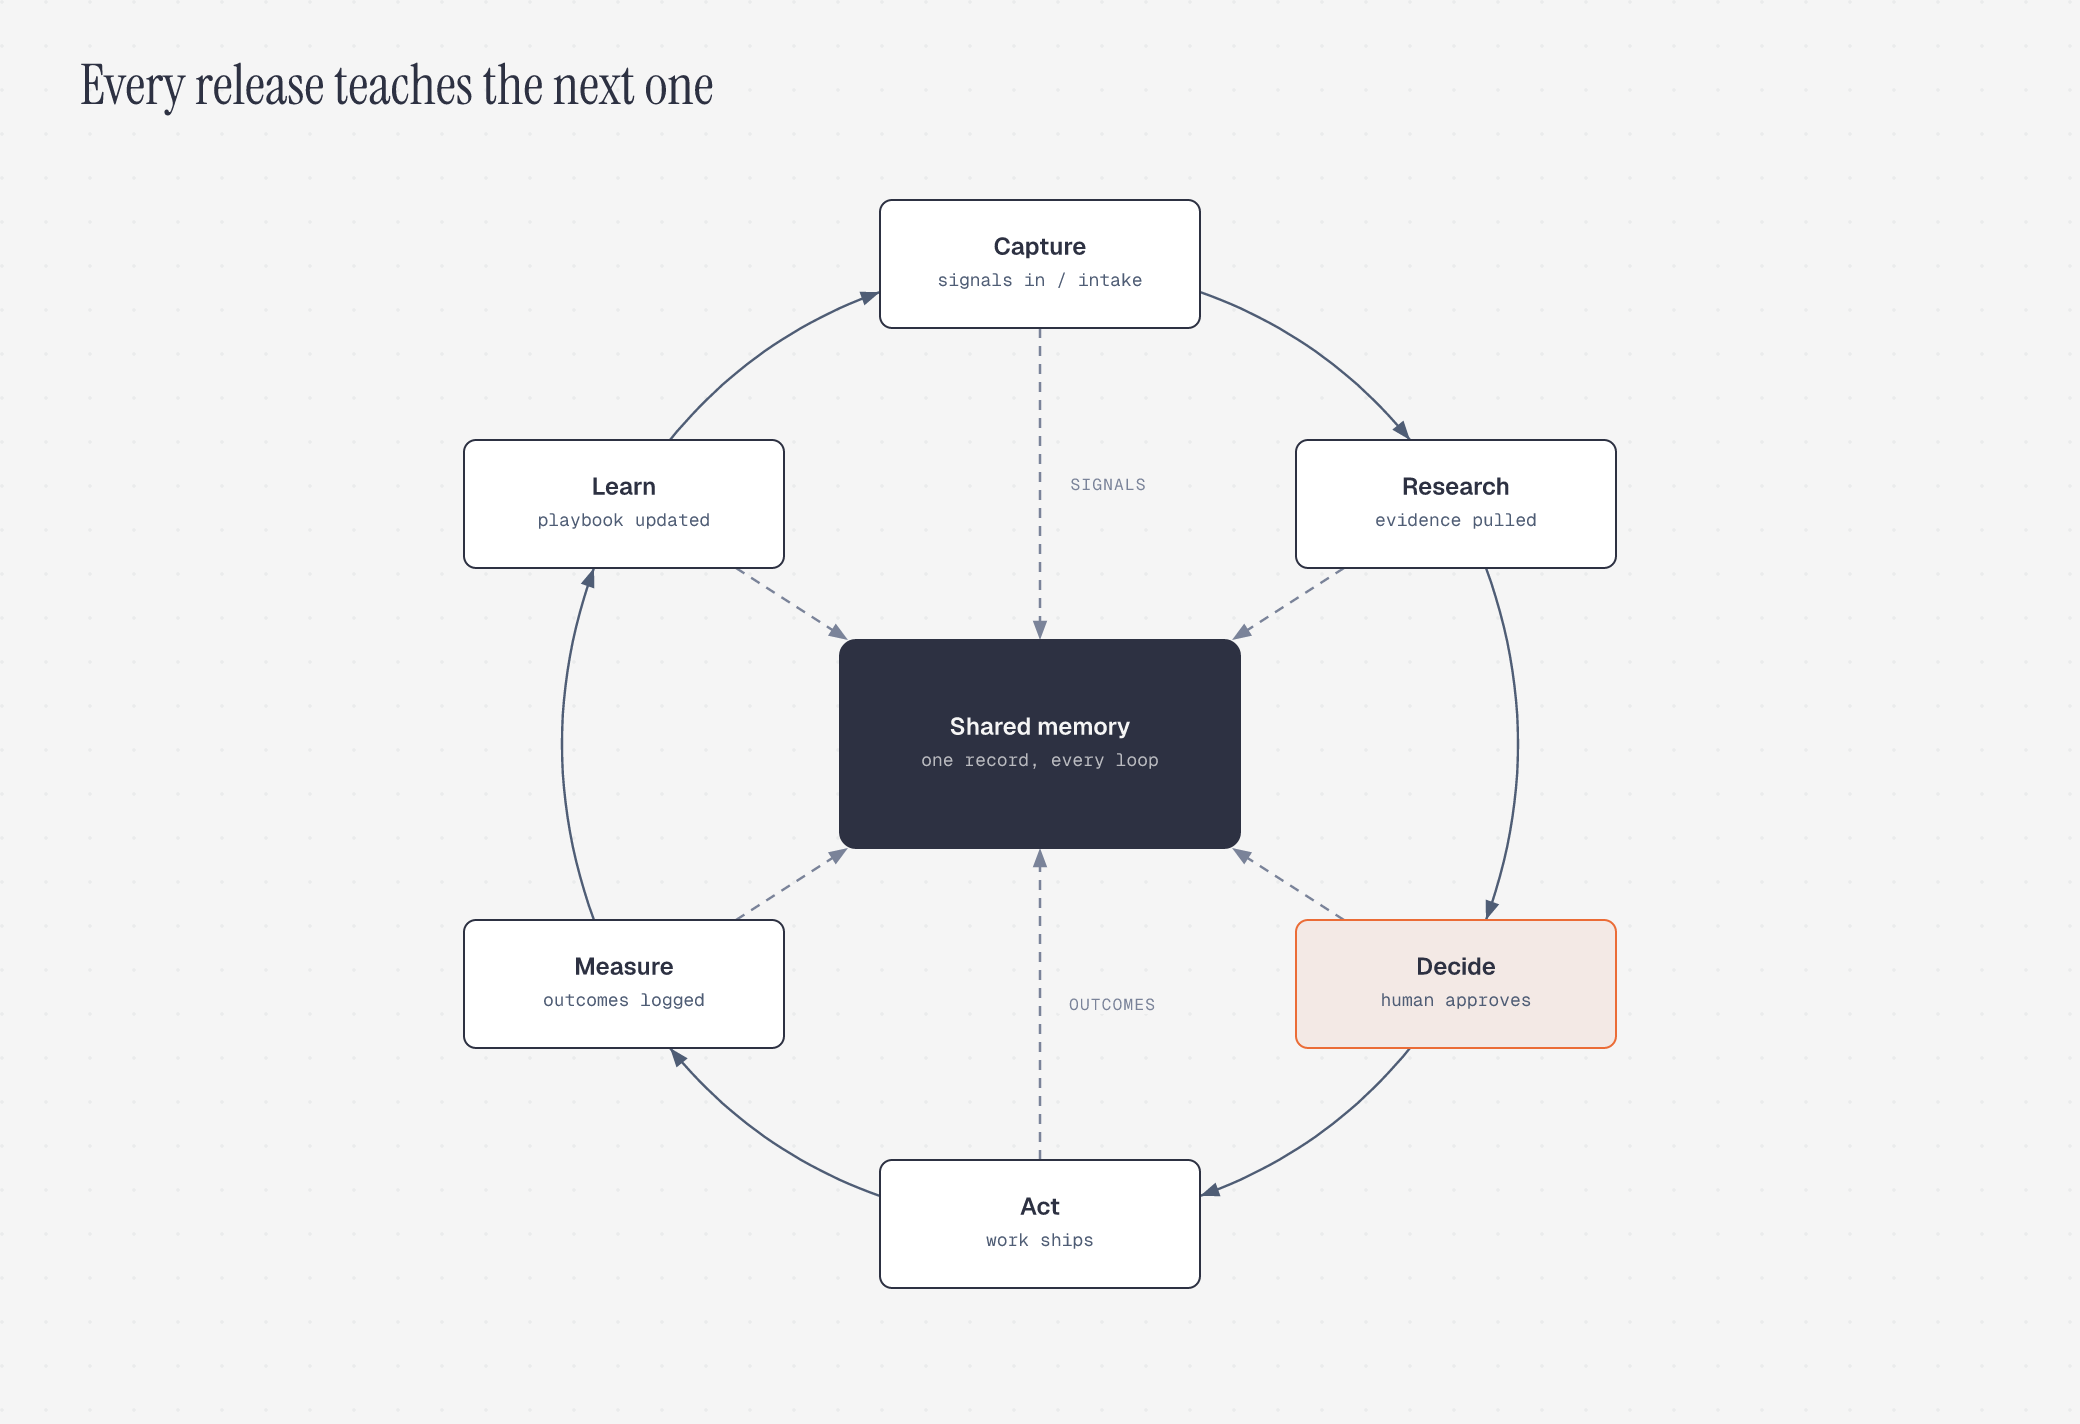 Every release teaches the next one
Capture
signals in / intake
Learn
playbook updated
SIGNALS
Research
evidence pulled
Shared memory
one record, every loop
Measure
outcomes logged
OUTCOMES
Decide
human approves
Act
work ships